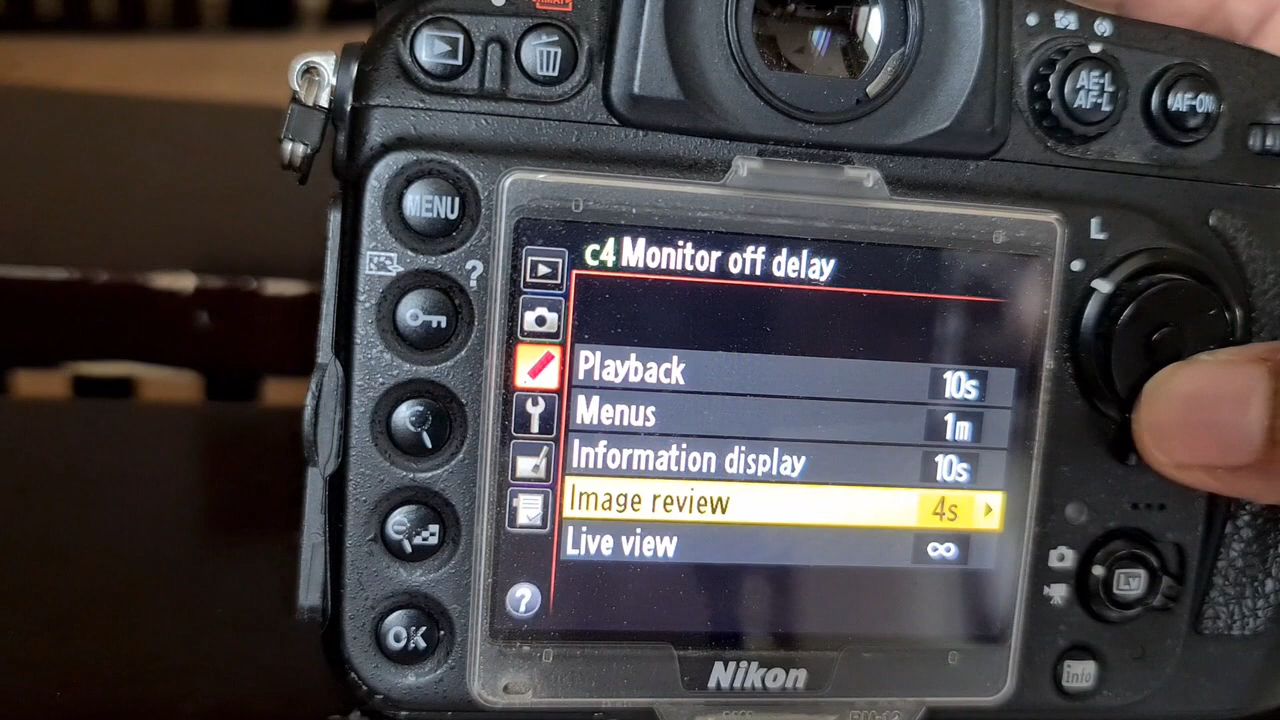 AE-L
AF-L
AF-ON
MENU
L
?
c4 Monitor off delay
Playback 10s
Menus 1m
Information display 10s
Image review 4s
Live view ∞
?
Lv
OK
info
Nikon